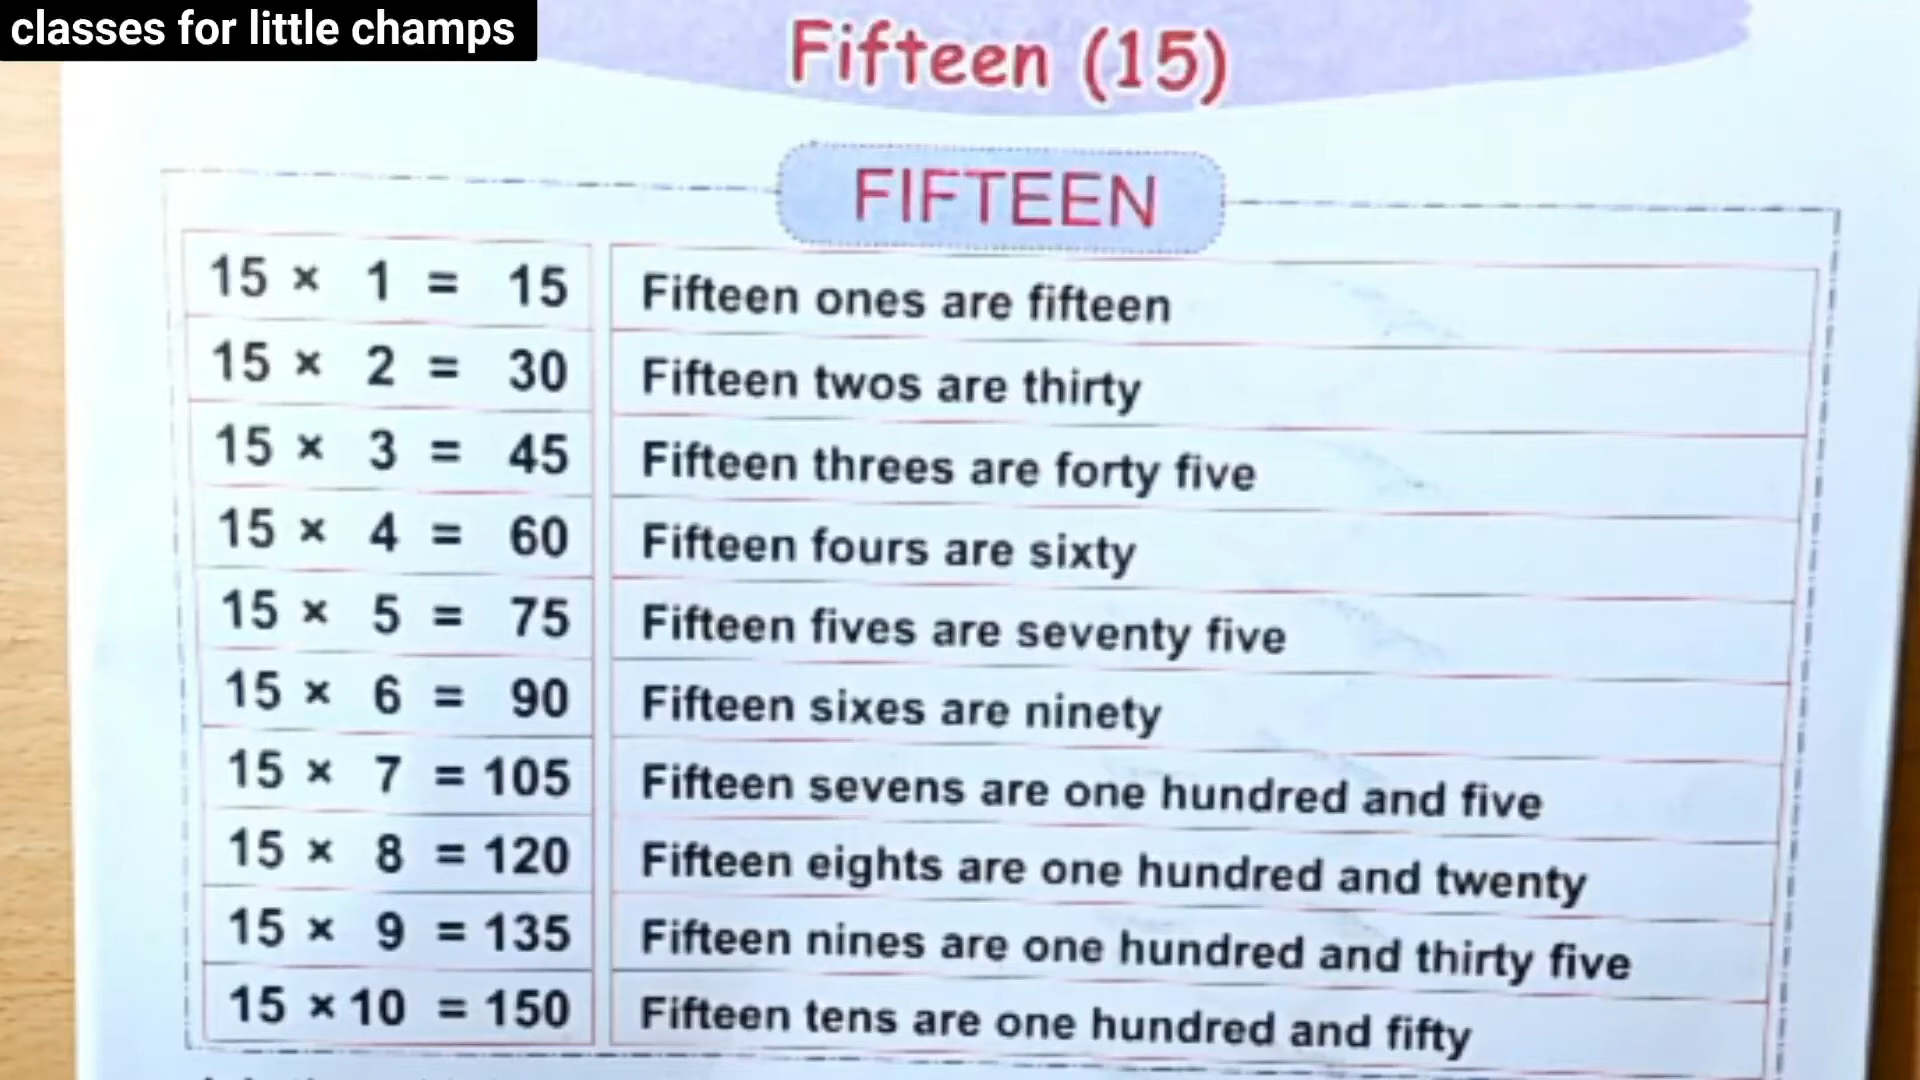 classes for little champs
Fifteen (15)
FIFTEEN
15 × 1 = 15 Fifteen ones are fifteen
15 × 2 = 30 Fifteen twos are thirty
15 × 3 = 45 Fifteen threes are forty five
15 × 4 = 60 Fifteen fours are sixty
15 × 5 = 75 Fifteen fives are seventy five
15 × 6 = 90 Fifteen sixes are ninety
15 × 7 = 105 Fifteen sevens are one hundred and five
15 × 8 = 120 Fifteen eights are one hundred and twenty
15 × 9 = 135 Fifteen nines are one hundred and thirty five
15 × 10 = 150 Fifteen tens are one hundred and fifty